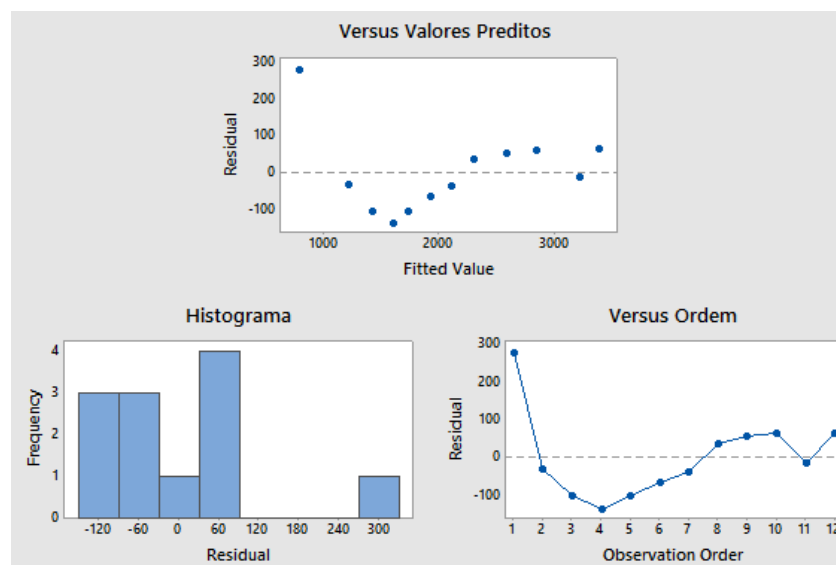 Versus Valores Preditos
300
200
100
0
-100
Residual
1000 2000 3000
Fitted Value
Histograma
4
3
2
1
0
Frequency
-120 -60 0 60 120 180 240 300
Residual
Versus Ordem
300
200
100
0
-100
Residual
1 2 3 4 5 6 7 8 9 10 11 12
Observation Order